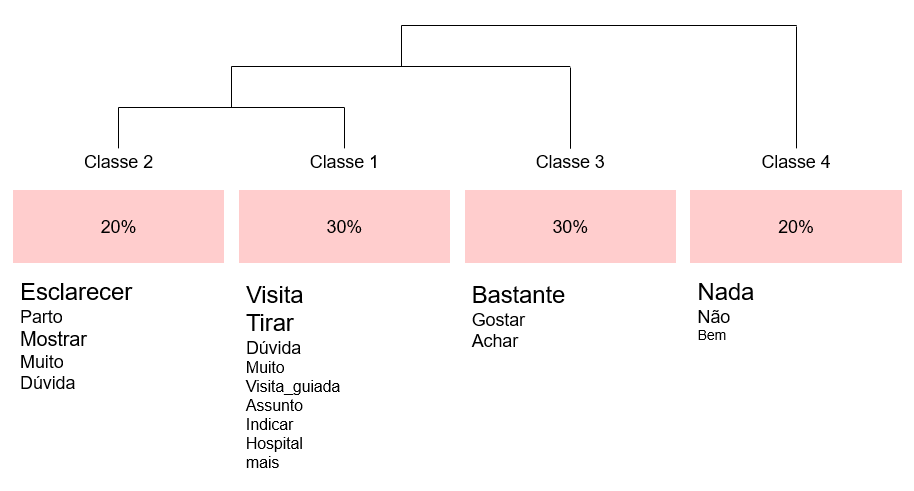 Classe 2
Classe 1
Classe 3
Classe 4
20%
30%
30%
20%
Esclarecer
Parto
Mostrar
Muito
Dúvida
Visita
Tirar
Dúvida
Muito
Visita_guiada
Assunto
Indicar
Hospital
mais
Bastante
Gostar
Achar
Nada
Não
Bem